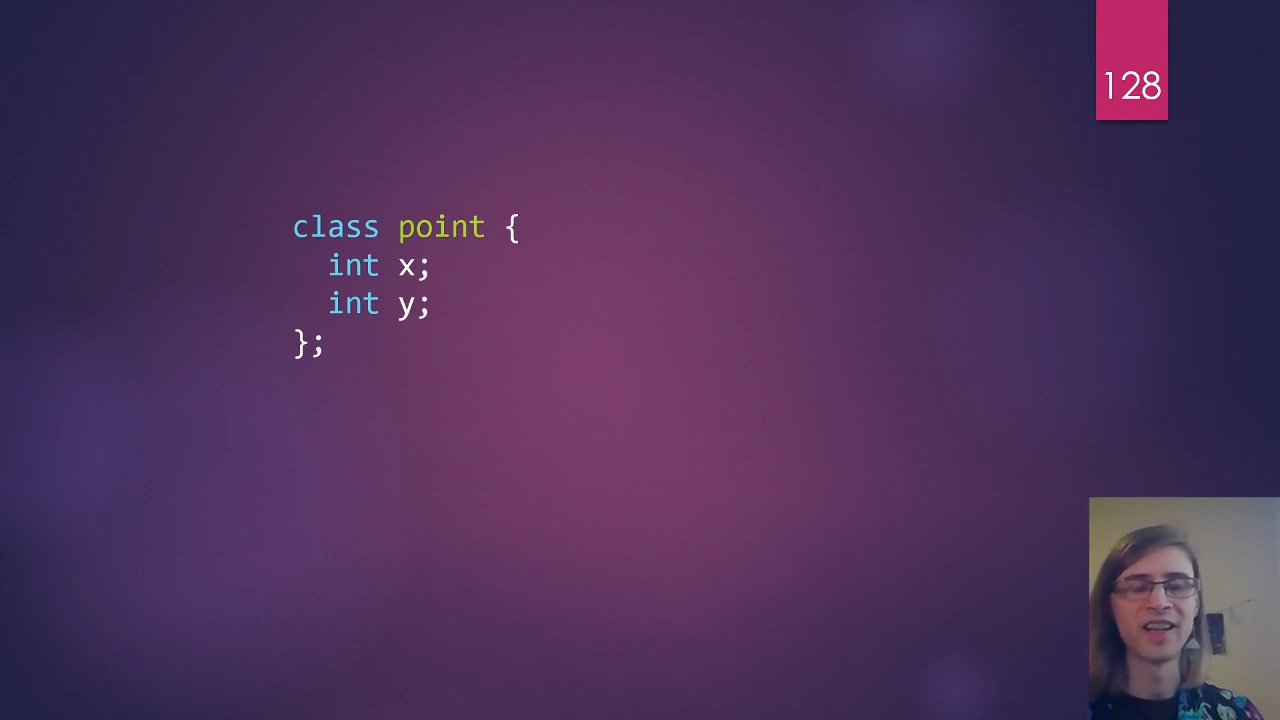 128
class point {
  int x;
  int y;
};